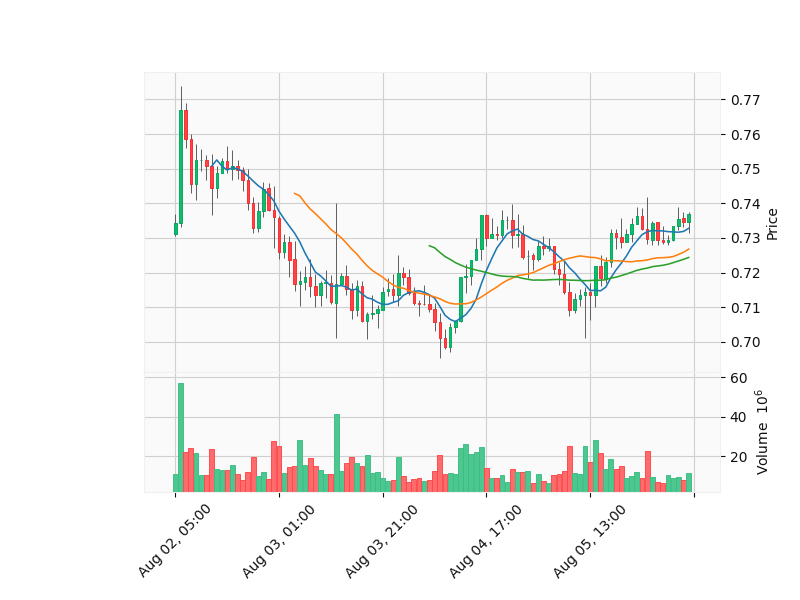 0.77
0.76
0.75
0.74
0.73
0.72
0.71
0.70
Price
60
40
20
Volume 10^6
Aug 02, 05:00
Aug 03, 01:00
Aug 03, 21:00
Aug 04, 17:00
Aug 05, 13:00